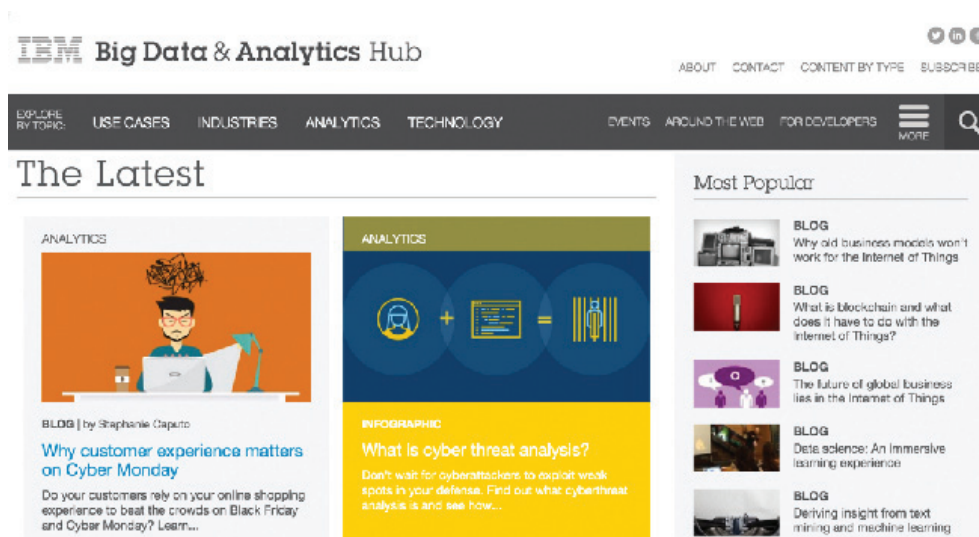 IBM Big Data & Analytics Hub
ABOUT CONTACT CONTENT BY TYPE SUBSCRIBE
EXPLORE
BY TOPIC:
USE CASES INDUSTRIES ANALYTICS TECHNOLOGY EVENTS AROUND THE WEB FOR DEVELOPERS
MORE
The Latest
ANALYTICS
BLOG | by Stephanie Caputo
Why customer experience matters
on Cyber Monday
Do your customers rely on your online shopping
experience to beat the crowds on Black Friday
and Cyber Monday? Learn...
ANALYTICS
INFOGRAPHIC
What is cyber threat analysis?
Don't wait for cyberattackers to exploit weak
spots in your defense. Find out what cyberthreat
analysis is and see how...
Most Popular
BLOG
Why old business models won't
work for the Internet of Things
BLOG
What is blockchain and what
does it have to do with the
Internet of Things?
BLOG
The future of global business
lies in the Internet of Things
BLOG
Data science: An immersive
learning experience
BLOG
Deriving insight from text
mining and machine learning